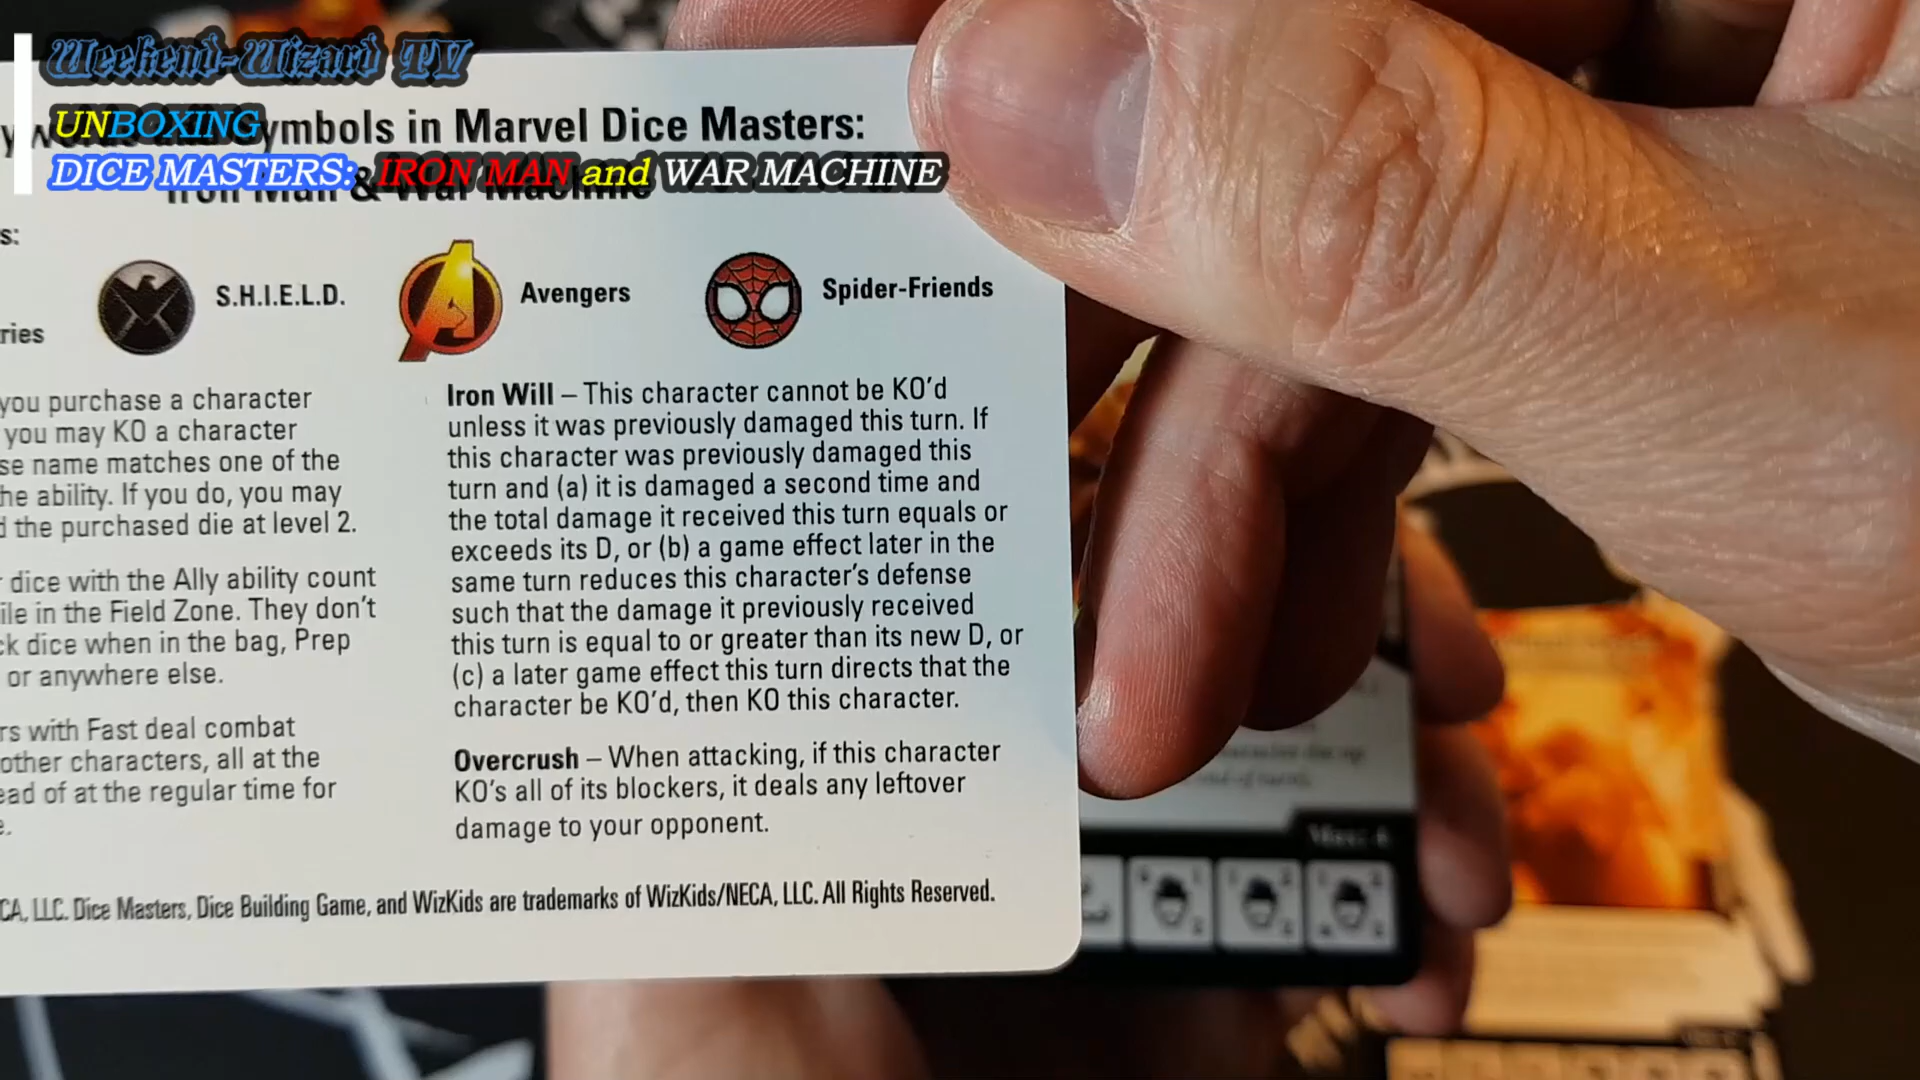 Weekend-Wizard TV
UNBOXING
DICE MASTERS: IRON MAN and WAR MACHINE
ymbols in Marvel Dice Masters:
Iron Man & War Machine
s:
S.H.I.E.L.D.
Avengers
Spider-Friends
ries
you purchase a character
you may KO a character
se name matches one of the
he ability. If you do, you may
d the purchased die at level 2.
r dice with the Ally ability count
ile in the Field Zone. They don't
ck dice when in the bag, Prep
or anywhere else.
rs with Fast deal combat
other characters, all at the
ead of at the regular time for
e.
Iron Will – This character cannot be KO'd
unless it was previously damaged this turn. If
this character was previously damaged this
turn and (a) it is damaged a second time and
the total damage it received this turn equals or
exceeds its D, or (b) a game effect later in the
same turn reduces this character's defense
such that the damage it previously received
this turn is equal to or greater than its new D, or
(c) a later game effect this turn directs that the
character be KO'd, then KO this character.
Overcrush – When attacking, if this character
KO's all of its blockers, it deals any leftover
damage to your opponent.
CA, LLC. Dice Masters, Dice Building Game, and WizKids are trademarks of WizKids/NECA, LLC. All Rights Reserved.